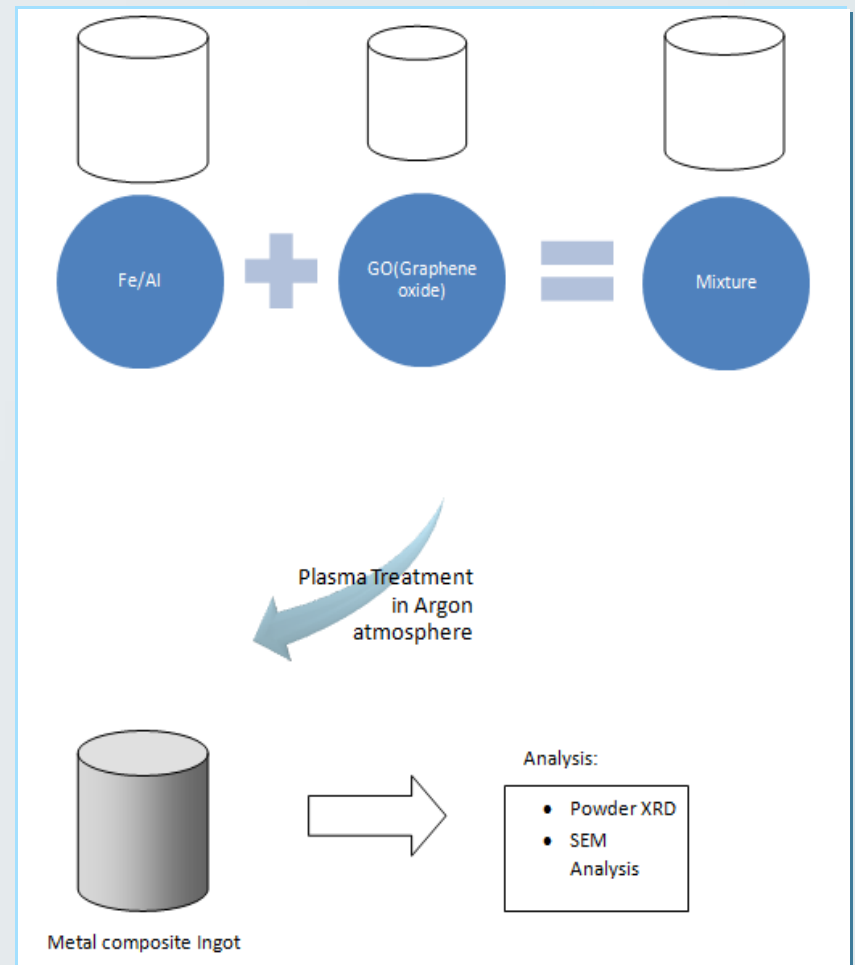 Fe/Al
GO(Graphene
oxide)
Mixture
Plasma Treatment
in Argon
atmosphere
Metal composite Ingot
Analysis:
• Powder XRD
• SEM
Analysis